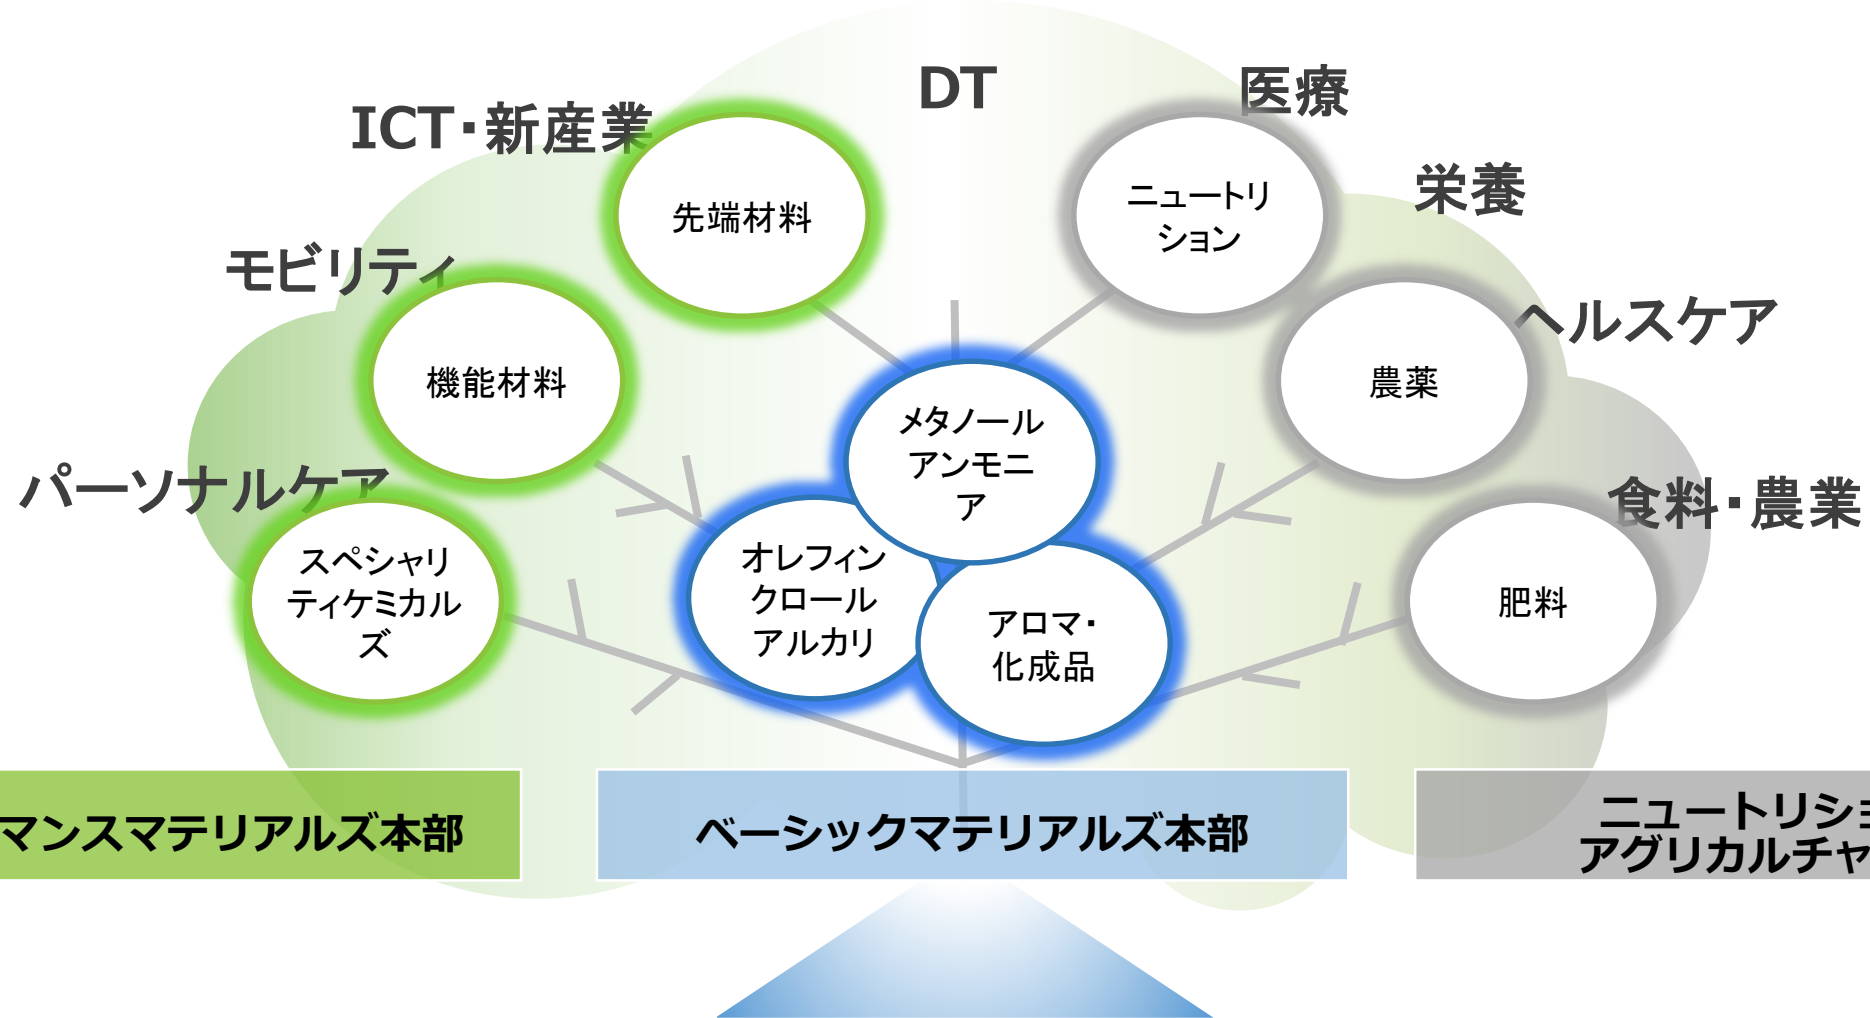 DT
医療
ICT・新産業
栄養
先端材料
ニュートリ
ション
モビリティ
ヘルスケア
機能材料
農薬
メタノール
アンモニ
ア
パーソナルケア
食料・農業
スペシャリ
ティケミカル
ズ
オレフィン
クロール
アルカリ
アロマ・
化成品
肥料
マンスマテリアルズ本部
ベーシックマテリアルズ本部
ニュートリショ
アグリカルチャ